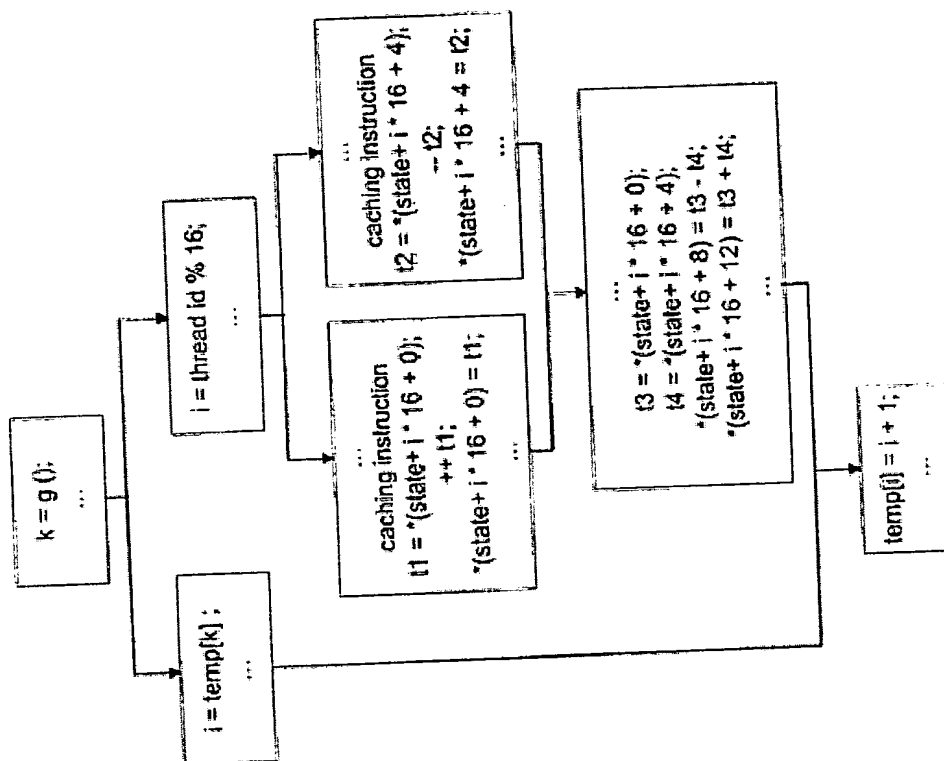 k = g ();
...
i = temp[k] ;
...
i = thread id % 16;
...
...
caching instruction
t1 = *(state+ i * 16 + 0);
++ t1;
*(state+ i * 16 + 0) = t1;
...
...
caching instruction
t2 = *(state+ i * 16 + 4);
-- t2;
*(state+ i * 16 + 4 = t2;
...
...
t3 = *(state+ i * 16 + 0);
t4 = *(state+ i * 16 + 4);
*(state+ i * 16 + 8) = t3 - t4;
*(state+ i * 16 + 12) = t3 + t4;
...
temp[i] = i + (1;
...